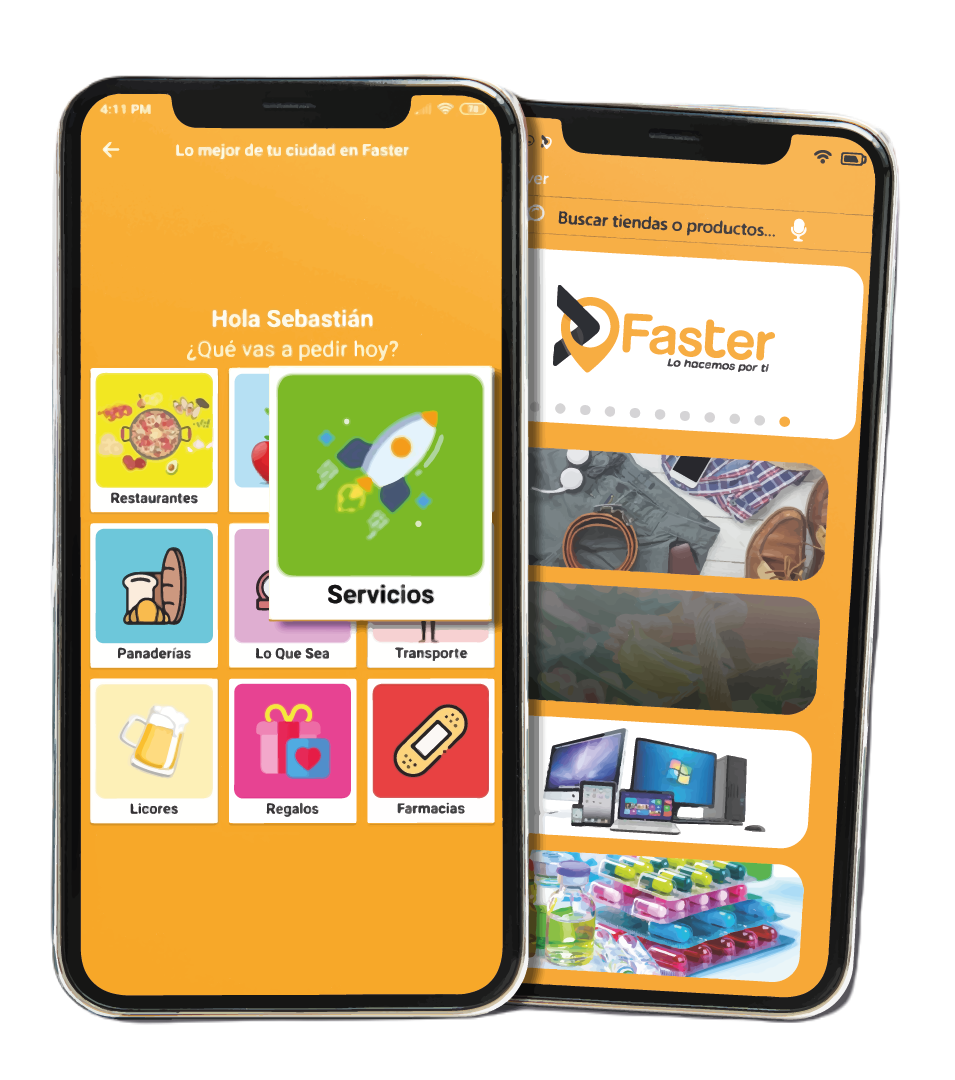 4:11 PM
78
Lo mejor de tu ciudad en Faster
Hola Sebastián
¿Qué vas a pedir hoy?
Restaurantes
Servicios
Panaderías
Lo Que Sea
Transporte
Licores
Regalos
Farmacias
Buscar tiendas o productos...
Faster
Lo hacemos por ti